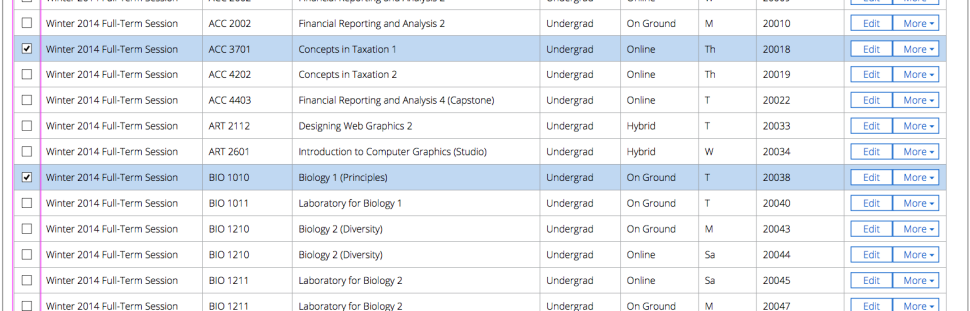 Winter 2014 Full-Term Session ACC 2002 Financial Reporting and Analysis 2 Undergrad On Ground M 20010 Edit More
Winter 2014 Full-Term Session ACC 3701 Concepts in Taxation 1 Undergrad Online Th 20018 Edit More
Winter 2014 Full-Term Session ACC 4202 Concepts in Taxation 2 Undergrad Online Th 20019 Edit More
Winter 2014 Full-Term Session ACC 4403 Financial Reporting and Analysis 4 (Capstone) Undergrad Online T 20022 Edit More
Winter 2014 Full-Term Session ART 2112 Designing Web Graphics 2 Undergrad Hybrid T 20033 Edit More
Winter 2014 Full-Term Session ART 2601 Introduction to Computer Graphics (Studio) Undergrad Hybrid W 20034 Edit More
Winter 2014 Full-Term Session BIO 1010 Biology 1 (Principles) Undergrad On Ground T 20038 Edit More
Winter 2014 Full-Term Session BIO 1011 Laboratory for Biology 1 Undergrad On Ground T 20040 Edit More
Winter 2014 Full-Term Session BIO 1210 Biology 2 (Diversity) Undergrad On Ground M 20043 Edit More
Winter 2014 Full-Term Session BIO 1210 Biology 2 (Diversity) Undergrad Online Sa 20044 Edit More
Winter 2014 Full-Term Session BIO 1211 Laboratory for Biology 2 Undergrad Online Sa 20045 Edit More
Winter 2014 Full-Term Session BIO 1211 Laboratory for Biology 2 Undergrad On Ground M 20047 Edit More